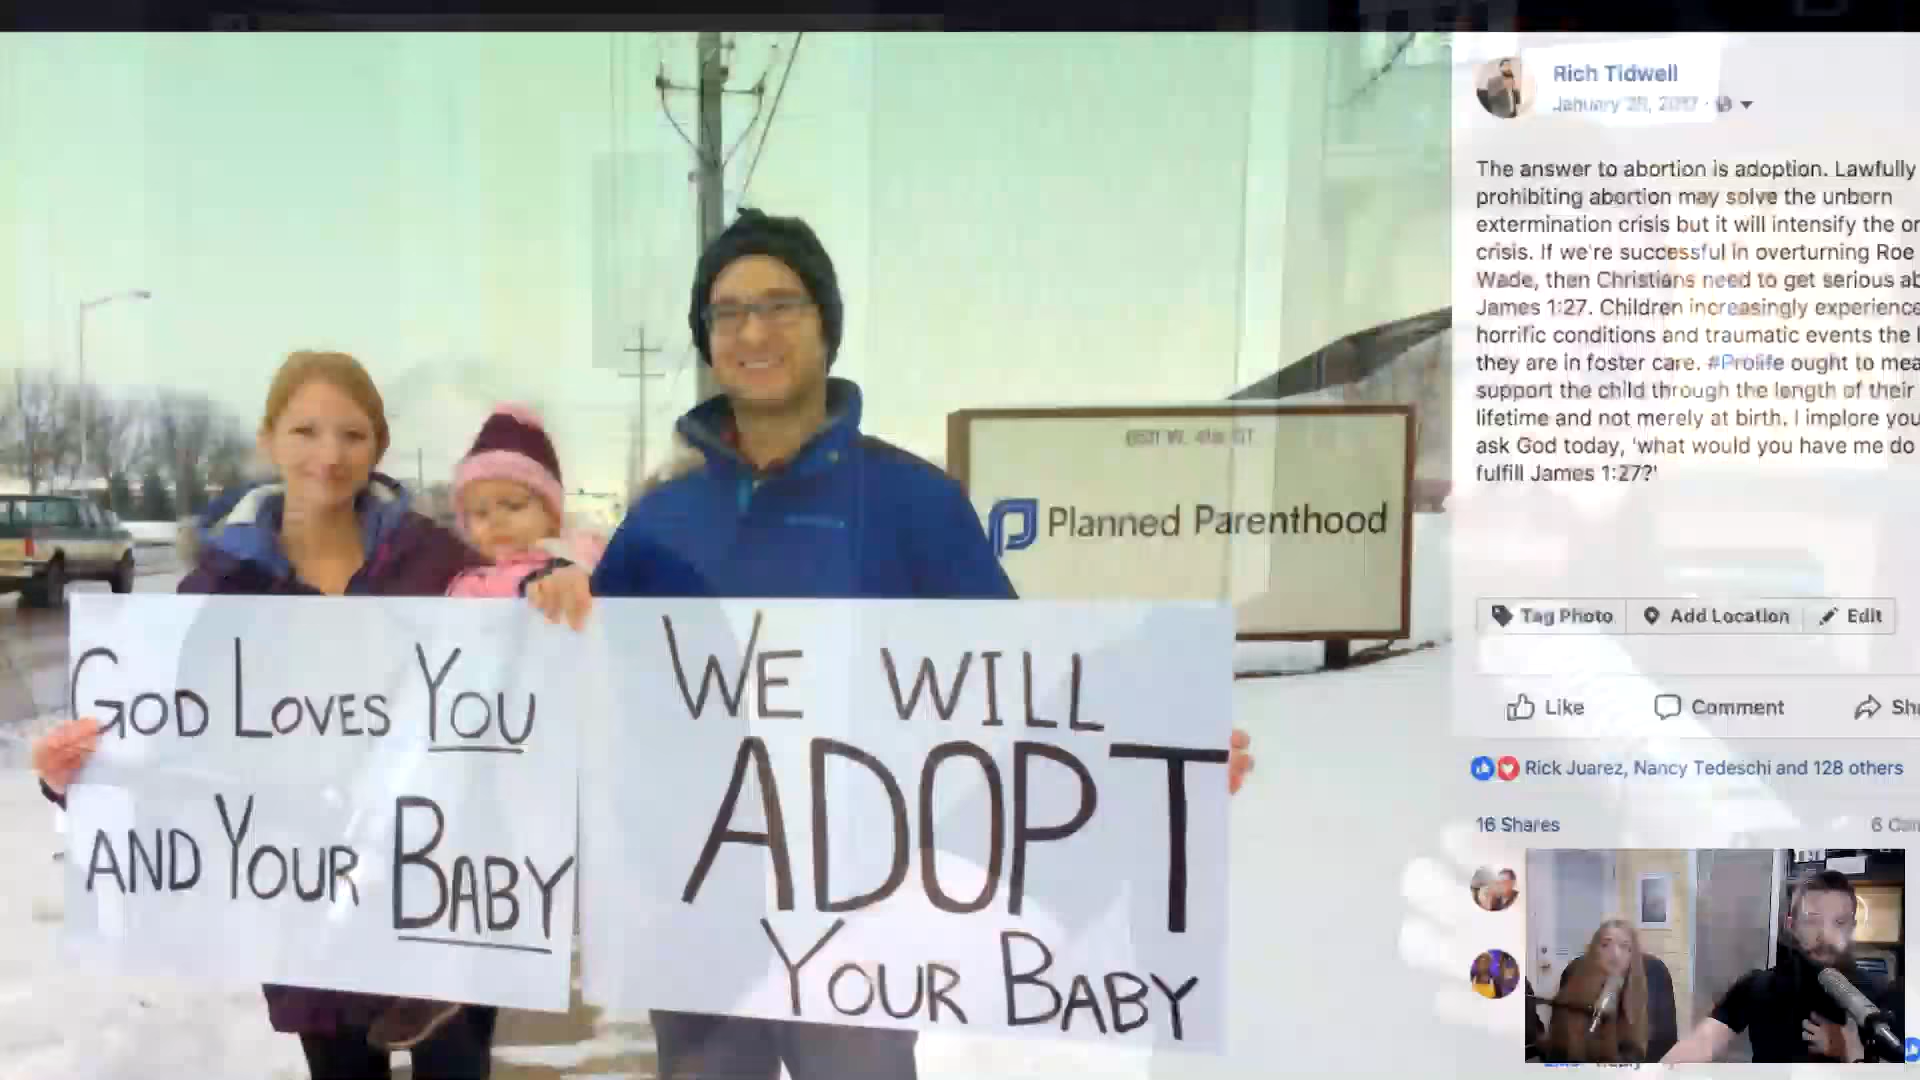 GOD LOVES YOU
AND YOUR BABY
WE WILL
ADOPT
YOUR BABY
Planned Parenthood
Rich Tidwell
The answer to abortion is adoption. Lawfully
prohibiting abortion may solve the unborn
extermination crisis but it will intensify the
crisis. If we're successful in overturning Roe
Wade, then Christians need to get serious
James 1:27. Children increasingly experience
horrific conditions and traumatic events the
they are in foster care. #Prolife ought to
support the child through the length of their
lifetime and not merely at birth. I implore you
ask God today, 'what would you have me do
fulfill James 1:27?'
Tag Photo
Add Location
Edit
Like
Comment
Rick Juarez, Nancy Tedeschi and 128 others
16 Shares
6